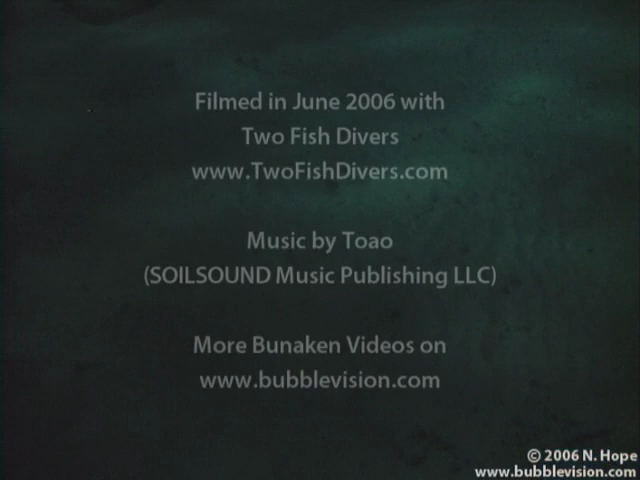 Filmed in June 2006 with
Two Fish Divers
www.TwoFishDivers.com
Music by Toao
(SOILSOUND Music Publishing LLC)
More Bunaken Videos on
www.bubblevision.com
© 2006 N. Hope
www.bubblevision.com